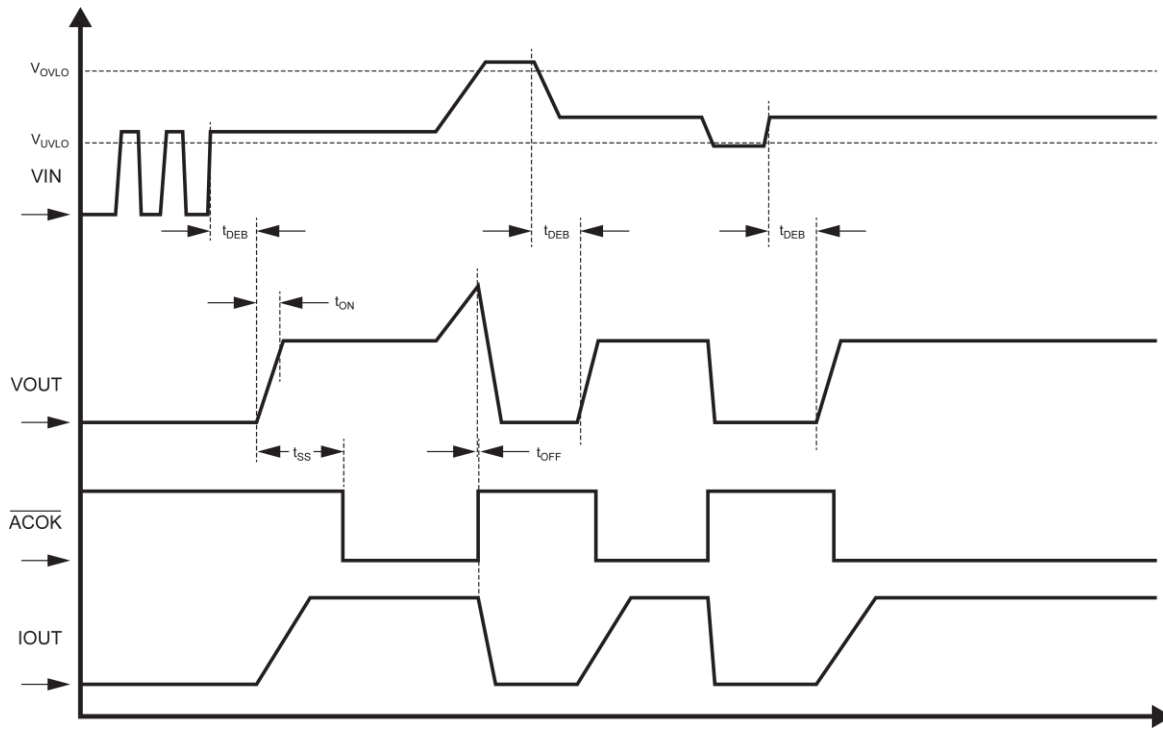 VOVLO
VUVLO
VIN
tDEB
tDEB
tDEB
tON
VOUT
tSS
tOFF
ACOK
IOUT